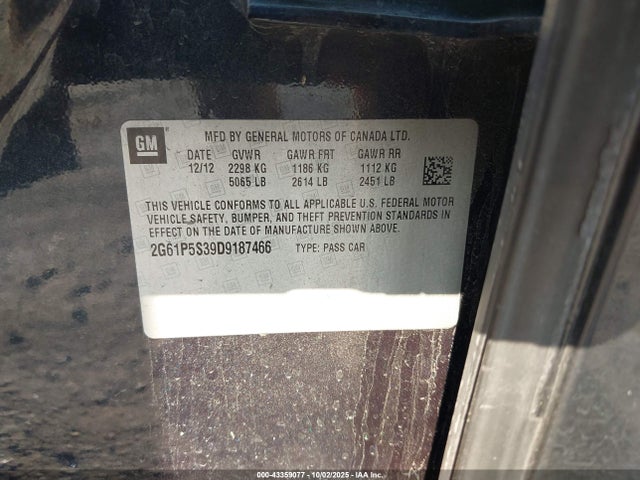 GM
MFD BY GENERAL MOTORS OF CANADA LTD.
DATE GVWR GAWR FRT GAWR RR
12/12 2298 KG 1186 KG 1112 KG
5065 LB 2614 LB 2451 LB
THIS VEHICLE CONFORMS TO ALL APPLICABLE U.S. FEDERAL MOTOR
VEHICLE SAFETY, BUMPER, AND THEFT PREVENTION STANDARDS IN
EFFECT ON THE DATE OF MANUFACTURE SHOWN ABOVE.
2G61P5S39D9187466 TYPE: PASS CAR
000-43359077 - 10/02/2025 - IAA Inc.